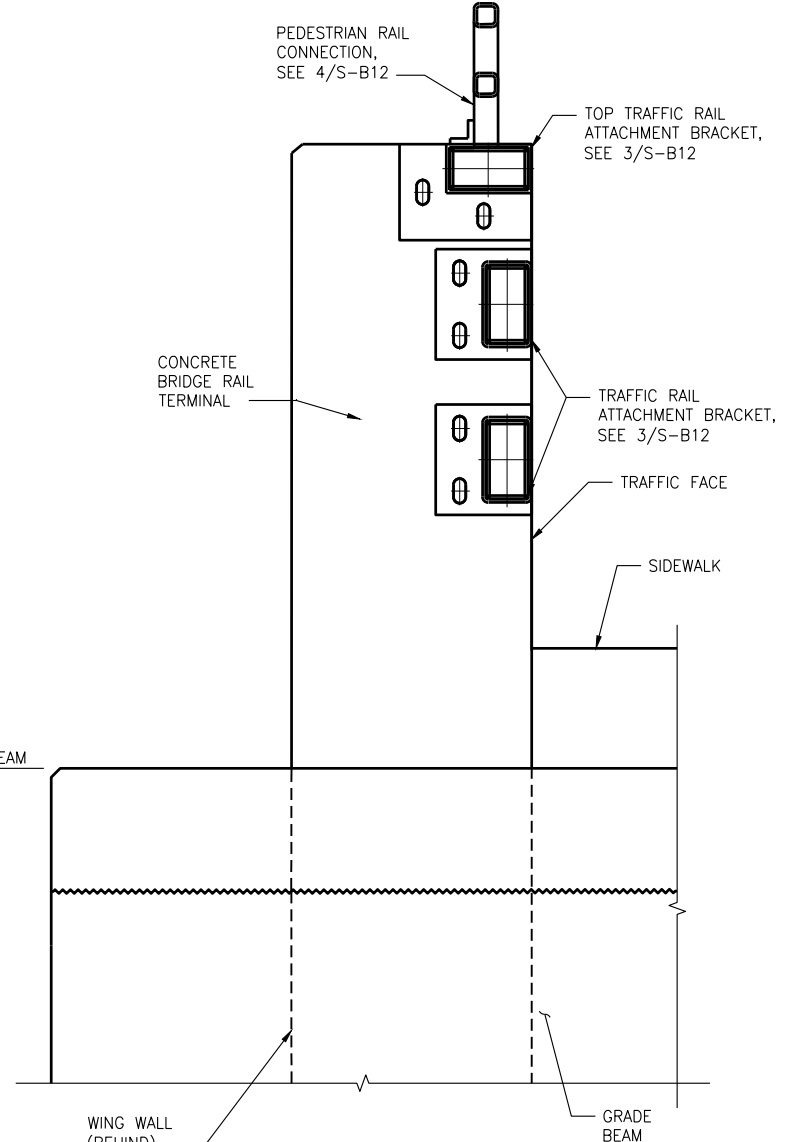 PEDESTRIAN RAIL
CONNECTION,
SEE 4/S-B12
TOP TRAFFIC RAIL
ATTACHMENT BRACKET,
SEE 3/S-B12
CONCRETE
BRIDGE RAIL
TERMINAL
TRAFFIC RAIL
ATTACHMENT BRACKET,
SEE 3/S-B12
TRAFFIC FACE
SIDEWALK
EAM
WING WALL
(BEHIND)
GRADE
BEAM